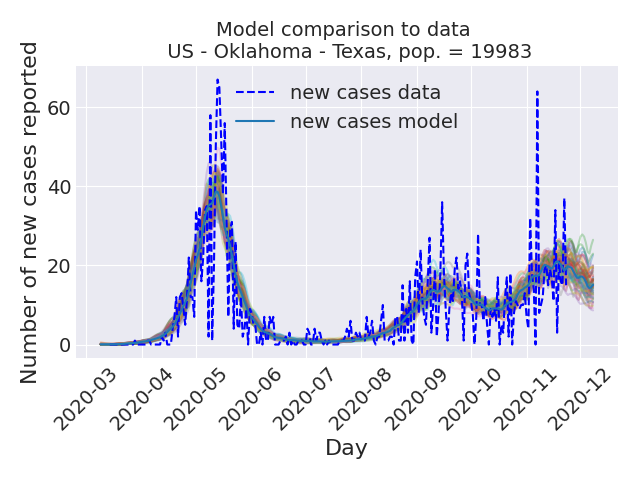 Model comparison to data
US - Oklahoma - Texas, pop. = 19983
Number of new cases reported
60
40
20
0
new cases data
new cases model
2020-03
2020-04
2020-05
2020-06
2020-07
2020-08
2020-09
2020-10
2020-11
2020-12
Day